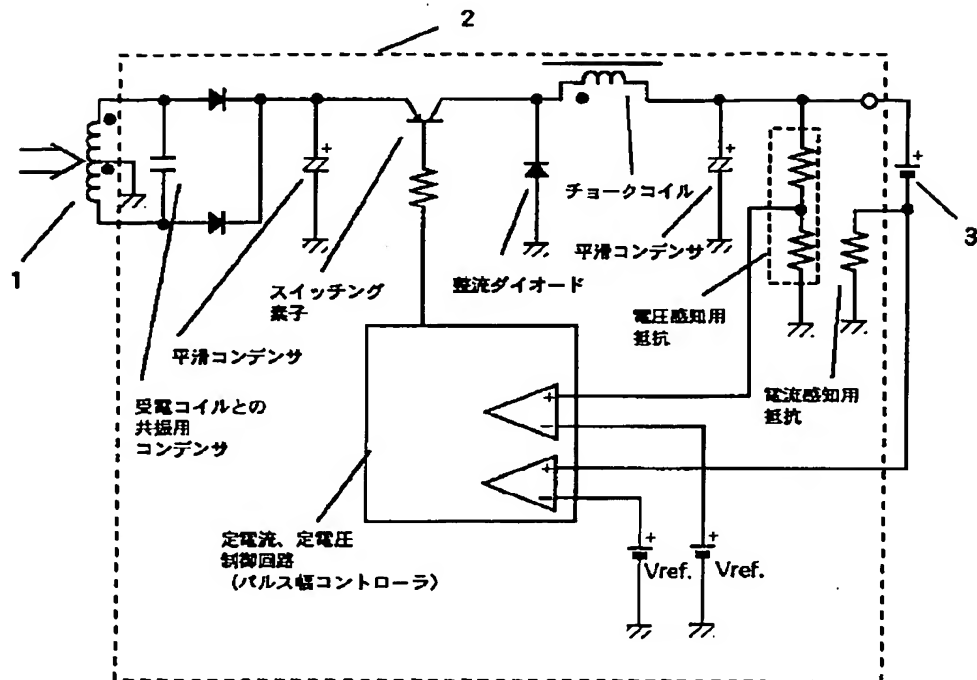 2
1
チョークコイル
平滑コンデンサ
3
整流ダイオード
スイッチング
素子
電圧感知用
抵抗
平滑コンデンサ
電流感知用
抵抗
受電コイルとの
共振用
コンデンサ
定電流、定電圧
制御回路
(パルス幅コントローラ)
Vref.
Vref.